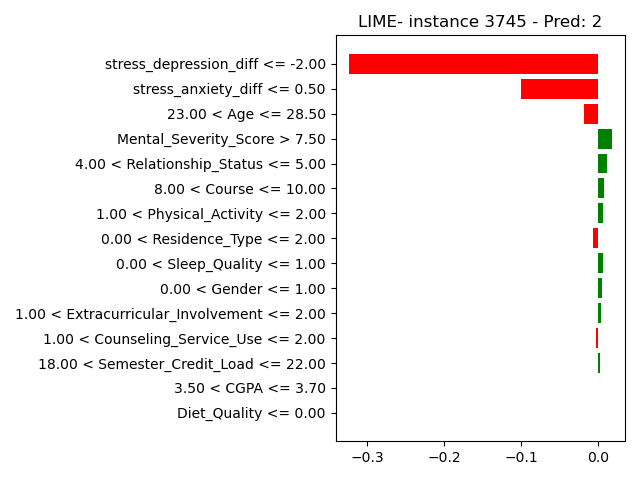 LIME- instance 3745 - Pred: 2
stress_depression_diff <= -2.00
stress_anxiety_diff <= 0.50
23.00 < Age <= 28.50
Mental_Severity_Score > 7.50
4.00 < Relationship_Status <= 5.00
8.00 < Course <= 10.00
1.00 < Physical_Activity <= 2.00
0.00 < Residence_Type <= 2.00
0.00 < Sleep_Quality <= 1.00
0.00 < Gender <= 1.00
1.00 < Extracurricular_Involvement <= 2.00
1.00 < Counseling_Service_Use <= 2.00
18.00 < Semester_Credit_Load <= 22.00
3.50 < CGPA <= 3.70
Diet_Quality <= 0.00
−0.3 −0.2 −0.1 0.0